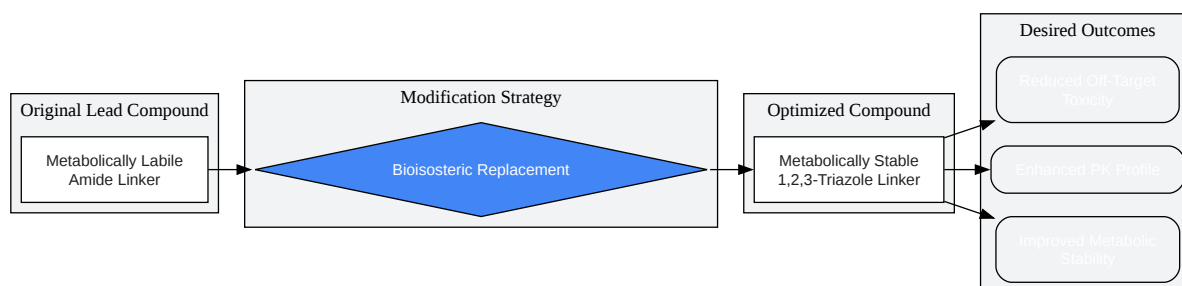 Original Lead Compound
Metabolically Labile
Amide Linker
Modification Strategy
Bioisosteric Replacement
Optimized Compound
Metabolically Stable
1,2,3-Triazole Linker
Desired Outcomes
Reduced Off-Target
Toxicity
Enhanced PK Profile
Improved Metabolic
Stability